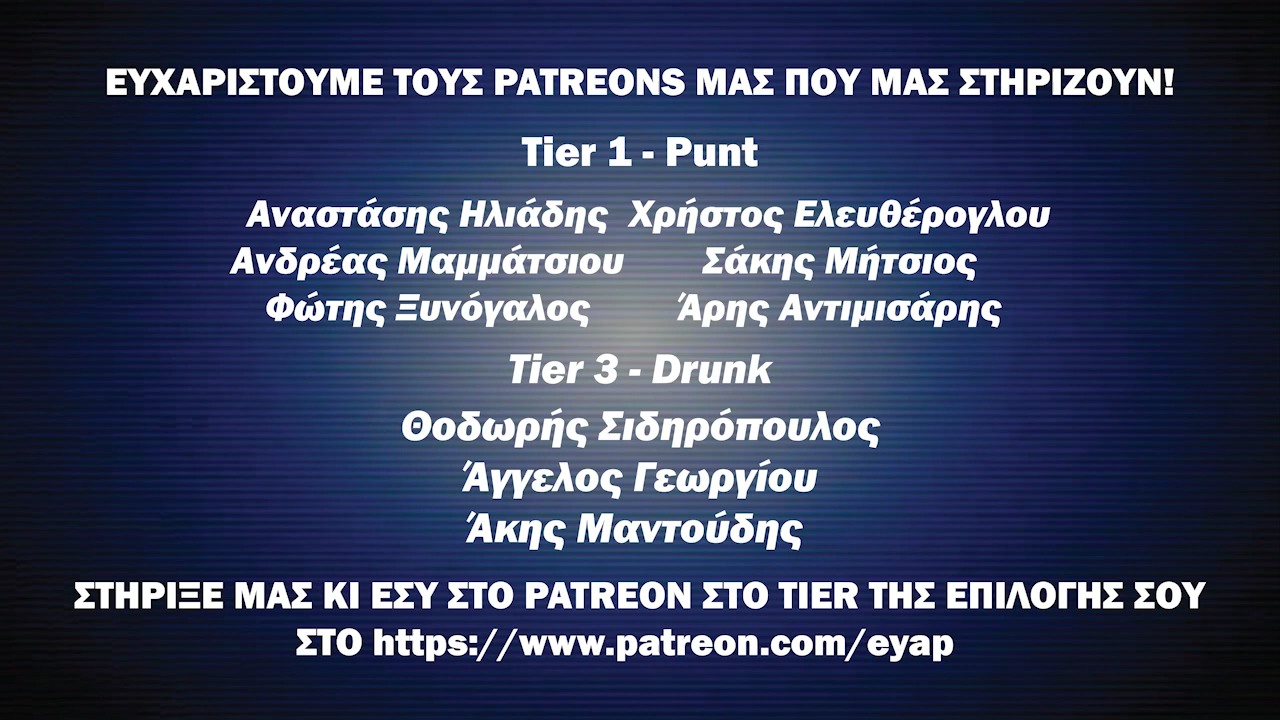 ΕΥΧΑΡΙΣΤΟΥΜΕ ΤΟΥΣ PATREONS ΜΑΣ ΠΟΥ ΜΑΣ ΣΤΗΡΙΖΟΥΝ!
Tier 1 - Punt
Αναστάσης Ηλιάδης Χρήστος Ελευθέρογλου
Ανδρέας Μαμμάτσιου Σάκης Μήτσιος
Φώτης Ξυνόγαλος Άρης Αντιμισάρης
Tier 3 - Drunk
Θοδωρής Σιδηρόπουλος
Άγγελος Γεωργίου
Άκης Μαντούδης
ΣΤΗΡΙΞΕ ΜΑΣ ΚΙ ΕΣΥ ΣΤΟ PATREON ΣΤΟ TIER ΤΗΣ ΕΠΙΛΟΓΗΣ ΣΟΥ
ΣΤΟ https://www.patreon.com/eyap